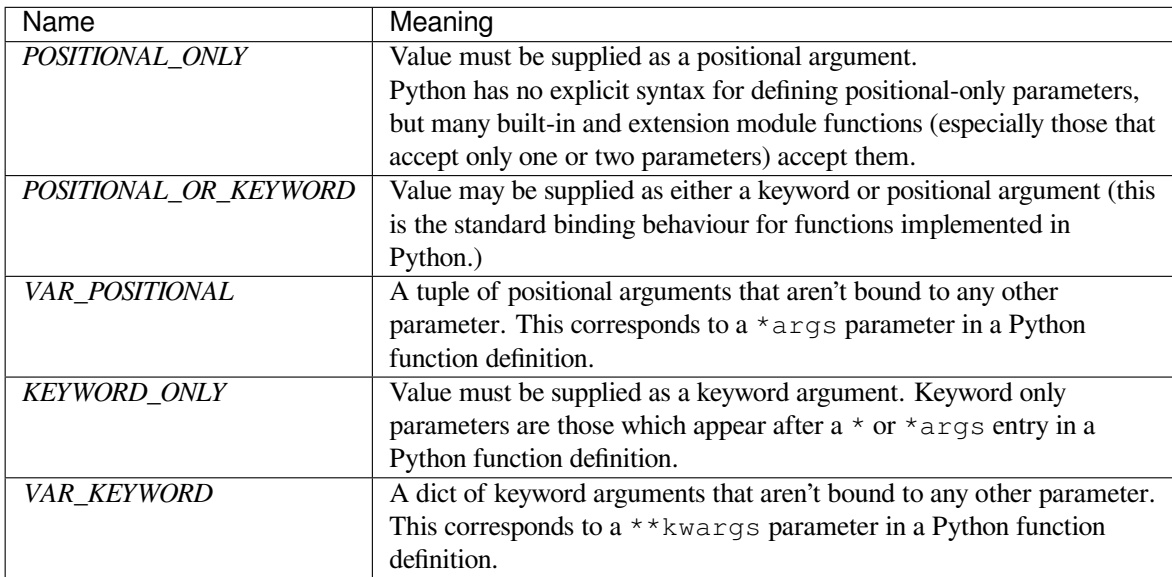 Name Meaning
POSITIONAL_ONLY Value must be supplied as a positional argument.
Python has no explicit syntax for defining positional-only parameters,
but many built-in and extension module functions (especially those that
accept only one or two parameters) accept them.
POSITIONAL_OR_KEYWORD Value may be supplied as either a keyword or positional argument (this
is the standard binding behaviour for functions implemented in
Python.)
VAR_POSITIONAL A tuple of positional arguments that aren't bound to any other
parameter. This corresponds to a *args parameter in a Python
function definition.
KEYWORD_ONLY Value must be supplied as a keyword argument. Keyword only
parameters are those which appear after a * or *args entry in a
Python function definition.
VAR_KEYWORD A dict of keyword arguments that aren't bound to any other parameter.
This corresponds to a **kwargs parameter in a Python function
definition.